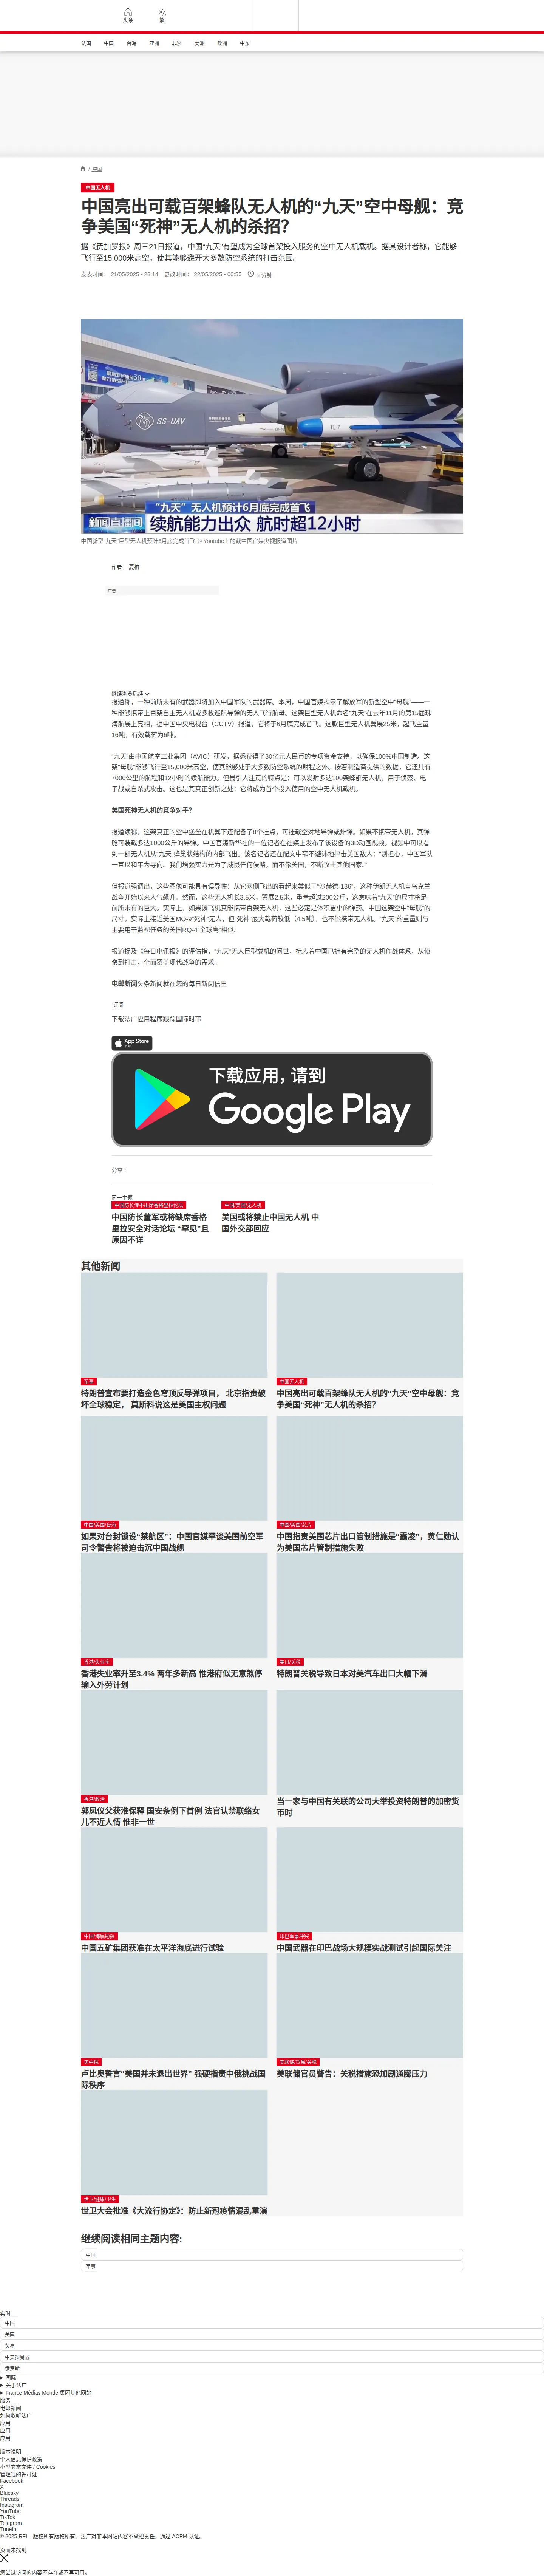 头条
繁
法国
中国
台海
亚洲
非洲
美洲
欧洲
中东
/ 中国
中国无人机
中国亮出可载百架蜂队无人机的“九天”空中母舰：竞
争美国“死神”无人机的杀招？
据《费加罗报》周三21日报道，中国“九天”有望成为全球首架投入服务的空中无人机载机。据其设计者称，它能够
飞行至15,000米高空，使其能够避开大多数防空系统的打击范围。
发表时间： 21/05/2025 - 23:14 更改时间： 22/05/2025 - 00:55 6 分钟
SS-UAV
TL-7
“九天”无人机预计6月底完成首飞
新闻直播间
续航能力出众 航时超12小时
中国新型“九天”巨型无人机预计6月底完成首飞 © Youtube上的截中国官媒央视报道图片
作者： 夏榕
广告
继续浏览后续
报道称，一种前所未有的武器即将加入中国军队的武器库。本周，中国官媒揭示了解放军的新型空中“母舰”——一
种能够携带上百架自主无人机或多枚巡航导弹的无人飞行航母。这架巨型无人机命名“九天”在去年11月的第15届珠
海航展上亮相，据中国中央电视台（CCTV）报道，它将于6月底完成首飞。这款巨型无人机翼展25米，起飞重量
16吨，有效载荷为6吨。
“九天”由中国航空工业集团（AVIC）研发，据悉获得了30亿元人民币的专项资金支持，以确保100%中国制造。这
架“母舰”能够飞行至15,000米高空，使其能够处于大多数防空系统的射程之外。按若制造商提供的数据，它还具有
7000公里的航程和12小时的续航能力。但最引人注意的特点是：可以发射多达100架蜂群无人机，用于侦察、电
子战或自杀式攻击。这也是其真正创新之处：它将成为首个投入使用的空中无人机载机。
美国死神无人机的竞争对手？
报道续称，这架真正的空中堡垒在机翼下还配备了8个挂点，可挂载空对地导弹或炸弹。如果不携带无人机，其弹
舱可装载多达1000公斤的导弹。中国官媒新华社的一位记者在社媒上发布了该设备的3D动画视频。视频中可以看
到一群无人机从“九天”蜂巢状结构的内部飞出。该名记者还在配文中毫不避讳地抨击美国敌人：“别担心，中国军队
一直以和平为导向。我们增强实力是为了威慑任何侵略，而不像美国，不断攻击其他国家。”
但报道强调出，这些图像可能具有误导性：从它两侧飞出的看起来类似于“沙赫德-136”，这种伊朗无人机自乌克兰
战争开始以来人气飙升。然而，这些无人机长3.5米，翼展2.5米，重量超过200公斤，这意味着“九天”的尺寸将是
前所未有的巨大。实际上，如果该飞机真能携带百架无人机，这些必定是体积更小的弹药。中国这架空中“母舰”的
尺寸，实际上接近美国MQ-9“死神”无人，但“死神”最大载荷较低（4.5吨），也不能携带无人机。“九天”的重量则与
主要用于监视任务的美国RQ-4“全球鹰”相似。
报道提及《每日电讯报》的评估指，“九天”无人巨型载机的问世，标志着中国已拥有完整的无人机作战体系，从侦
察到打击，全面覆盖现代战争的需求。
电邮新闻头条新闻就在您的每日新闻信里
订阅
下载法广应用程序跟踪国际时事
App Store
下载应用，请到
Google Play
分享 :
同一主题
中国防长传不出席香格里拉论坛
中国防长董军或将缺席香格
里拉安全对话论坛 “罕见”且
原因不详
中国/美国/无人机
美国或将禁止中国无人机 中
国外交部回应
其他新闻
军事
特朗普宣布要打造金色穹顶反导弹项目， 北京指责破
坏全球稳定， 莫斯科说这是美国主权问题
中国无人机
中国亮出可载百架蜂队无人机的“九天”空中母舰：竞
争美国“死神”无人机的杀招？
中国/美国/台海
如果对台封锁设“禁航区”：中国官媒罕谈美国前空军
司令警告将被迫击沉中国战舰
中国/美国/芯片
中国指责美国芯片出口管制措施是“霸凌”，黄仁勋认
为美国芯片管制措施失败
香港/失业率
香港失业率升至3.4% 两年多新高 惟港府似无意煞停
输入外劳计划
美日/关税
特朗普关税导致日本对美汽车出口大幅下滑
香港/政治
郭凤仪父获淮保释 国安条例下首例 法官认禁联络女
儿不近人情 惟非一世
当一家与中国有关联的公司大举投资特朗普的加密货
币时
中国/海底勘探
中国五矿集团获准在太平洋海底进行试验
印巴军事冲突
中国武器在印巴战场大规模实战测试引起国际关注
美中俄
卢比奥誓言“美国并未退出世界” 强硬指责中俄挑战国
际秩序
美联储/贸易/关税
美联储官员警告：关税措施恐加剧通膨压力
世卫/健康/卫生
世卫大会批准《大流行协定》：防止新冠疫情混乱重演
继续阅读相同主题内容:
中国
军事
实时
中国
美国
贸易
中美贸易战
俄罗斯
国际
关于法广
France Médias Monde 集团其他网站
服务
电邮新闻
如何收听法广
应用
应用
应用
版本说明
个人信息保护政策
小型文本文件 / Cookies
管理我的许可证
Facebook
X
Bluesky
Threads
Instagram
YouTube
TikTok
Telegram
TuneIn
© 2025 RFI – 版权所有版权所有。法广对非本网站内容不承担责任。通过 ACPM 认证。
页面未找到
您尝试访问的内容不存在或不再可用。